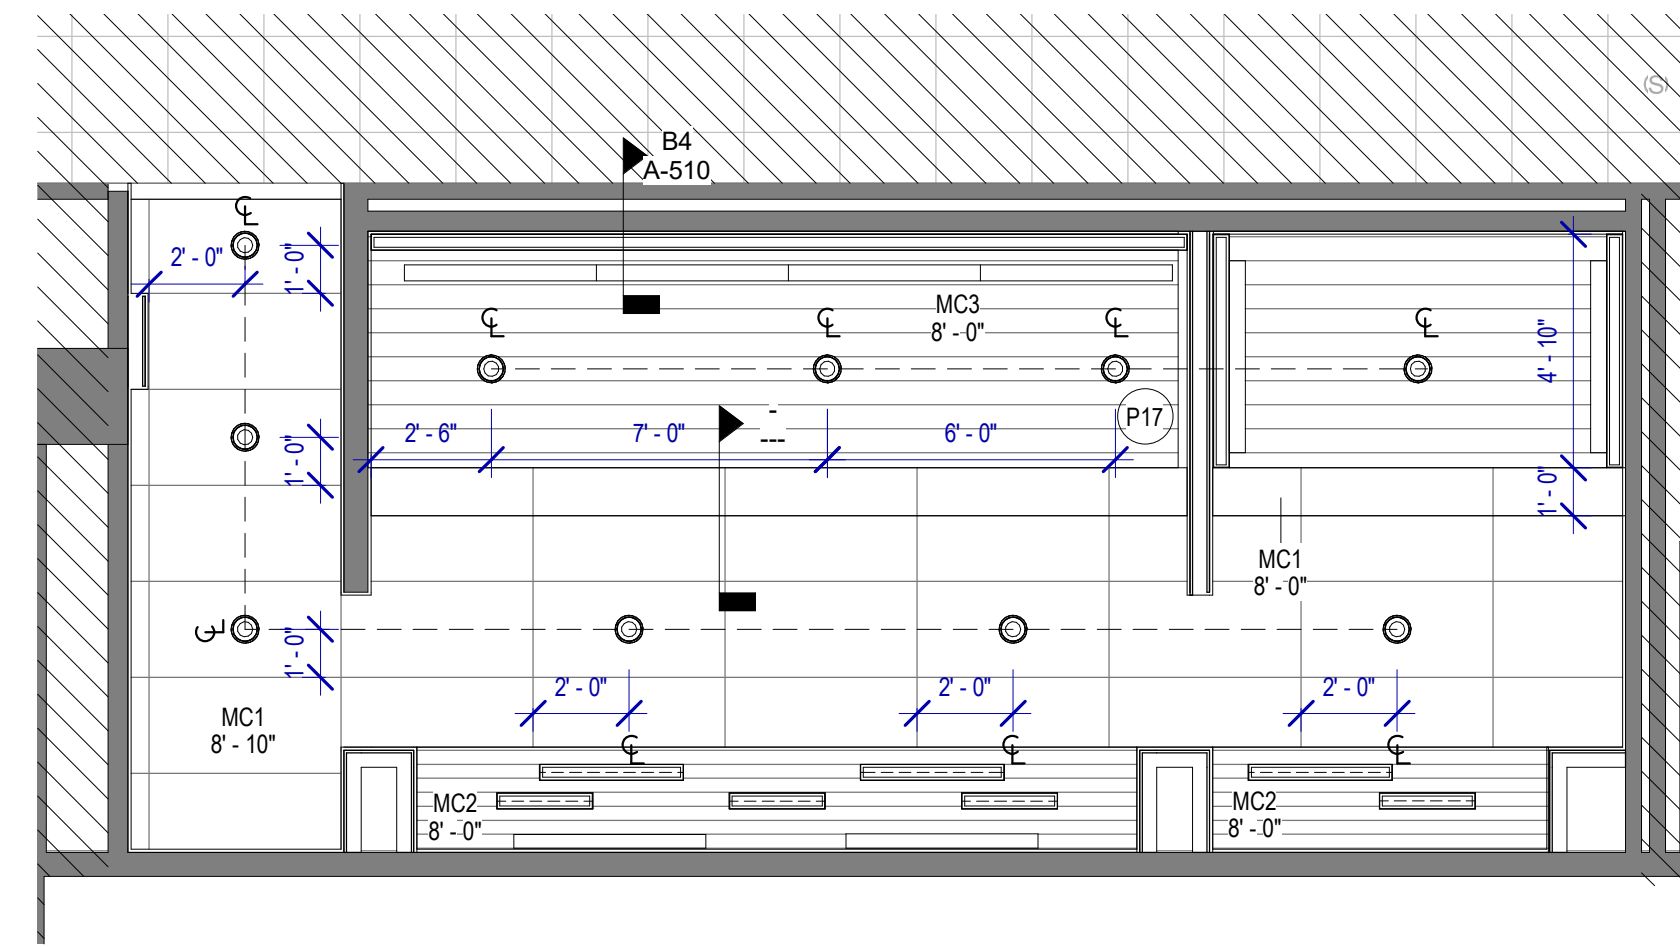 (S)
B4
A-510
℄
2' - 0"
1' - 0"
MC3
8' - 0"
℄
℄
℄
℄
4' - 10"
-
---
P17
2' - 6"
7' - 0"
6' - 0"
1' - 0"
1' - 0"
MC1
8' - 0"
℄
1' - 0"
2' - 0"
2' - 0"
2' - 0"
MC1
8' - 10"
℄
℄
℄
MC2
8' - 0"
MC2
8' - 0"